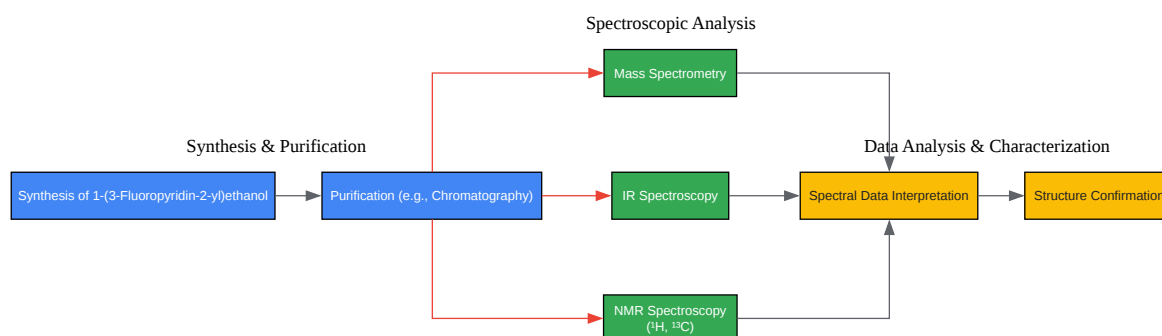 Spectroscopic Analysis
Mass Spectrometry
Synthesis & Purification
Data Analysis & Characterization
Synthesis of 1-(3-Fluoropyridin-2-yl)ethanol
Purification (e.g., Chromatography)
IR Spectroscopy
Spectral Data Interpretation
Structure Confirmation
NMR Spectroscopy
(¹H, ¹³C)